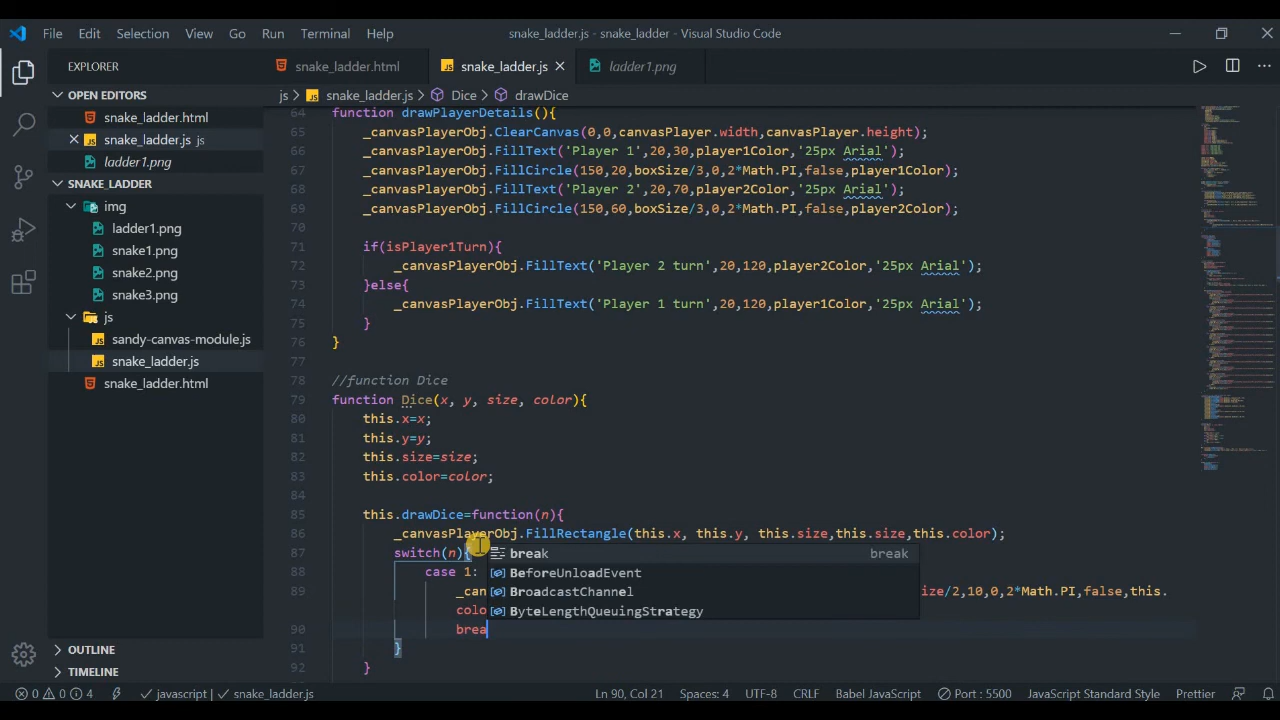 File Edit Selection View Go Run Terminal Help snake_ladder.js - snake_ladder - Visual Studio Code
EXPLORER snake_ladder.html snake_ladder.js ladder1.png
OPEN EDITORS js > snake_ladder.js > Dice > drawDice
snake_ladder.html
snake_ladder.js js
ladder1.png
SNAKE_LADDER
img
ladder1.png
snake1.png
snake2.png
snake3.png
js
sandy-canvas-module.js
snake_ladder.js
snake_ladder.html
OUTLINE
TIMELINE
64 function drawPlayerDetails(){
65 _canvasPlayerObj.ClearCanvas(0,0,canvasPlayer.width,canvasPlayer.height);
66 _canvasPlayerObj.FillText('Player 1',20,30,player1Color,'25px Arial');
67 _canvasPlayerObj.FillCircle(150,20,boxSize/3,0,2*Math.PI,false,player1Color);
68 _canvasPlayerObj.FillText('Player 2',20,70,player2Color,'25px Arial');
69 _canvasPlayerObj.FillCircle(150,60,boxSize/3,0,2*Math.PI,false,player2Color);
70
71 if(isPlayer1Turn){
72 _canvasPlayerObj.FillText('Player 2 turn',20,120,player2Color,'25px Arial');
73 }else{
74 _canvasPlayerObj.FillText('Player 1 turn',20,120,player1Color,'25px Arial');
75 }
76 }
77
78 //function Dice
79 function Dice(x, y, size, color){
80 this.x=x;
81 this.y=y;
82 this.size=size;
83 this.color=color;
84
85 this.drawDice=function(n){
86 _canvasPlayerObj.FillRectangle(this.x, this.y, this.size,this.size,this.color);
87 switch(n){ break break
88 case 1: BeforeUnloadEvent
89 _can BroadcastChannel ize/2,10,0,2*Math.PI,false,this.
colo ByteLengthQueuingStrategy
90 brea
91 }
92 }
0 0 4 javascript snake_ladder.js Ln 90, Col 21 Spaces: 4 UTF-8 CRLF Babel JavaScript Port : 5500 JavaScript Standard Style Prettier